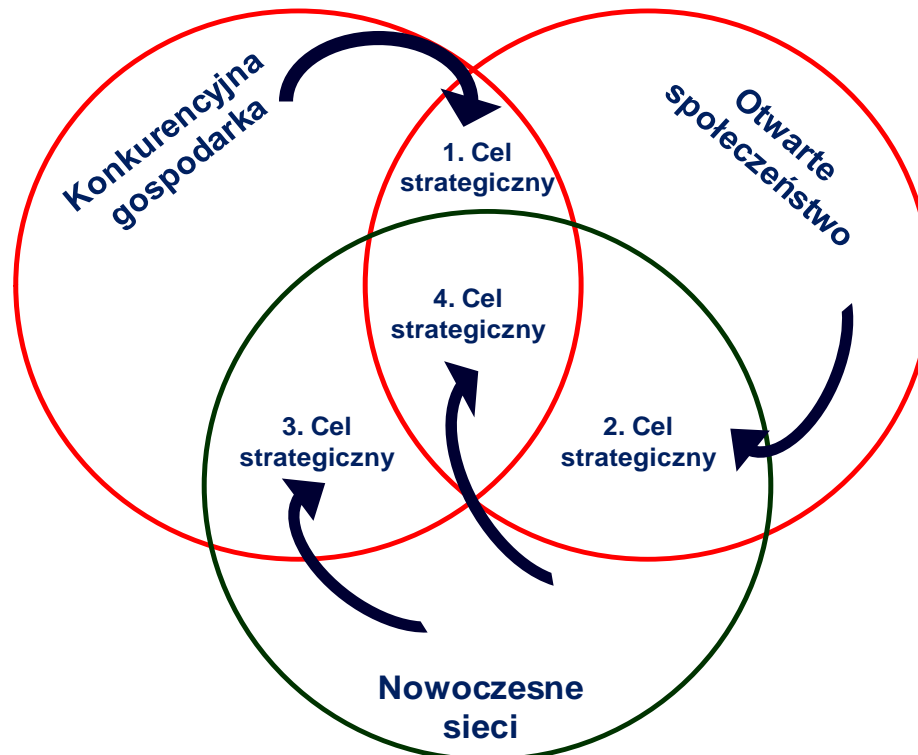 Konkurencyjna
gospodarka
Otwarte
społeczeństwo
1. Cel
strategiczny
4. Cel
strategiczny
3. Cel
strategiczny
2. Cel
strategiczny
Nowoczesne
sieci